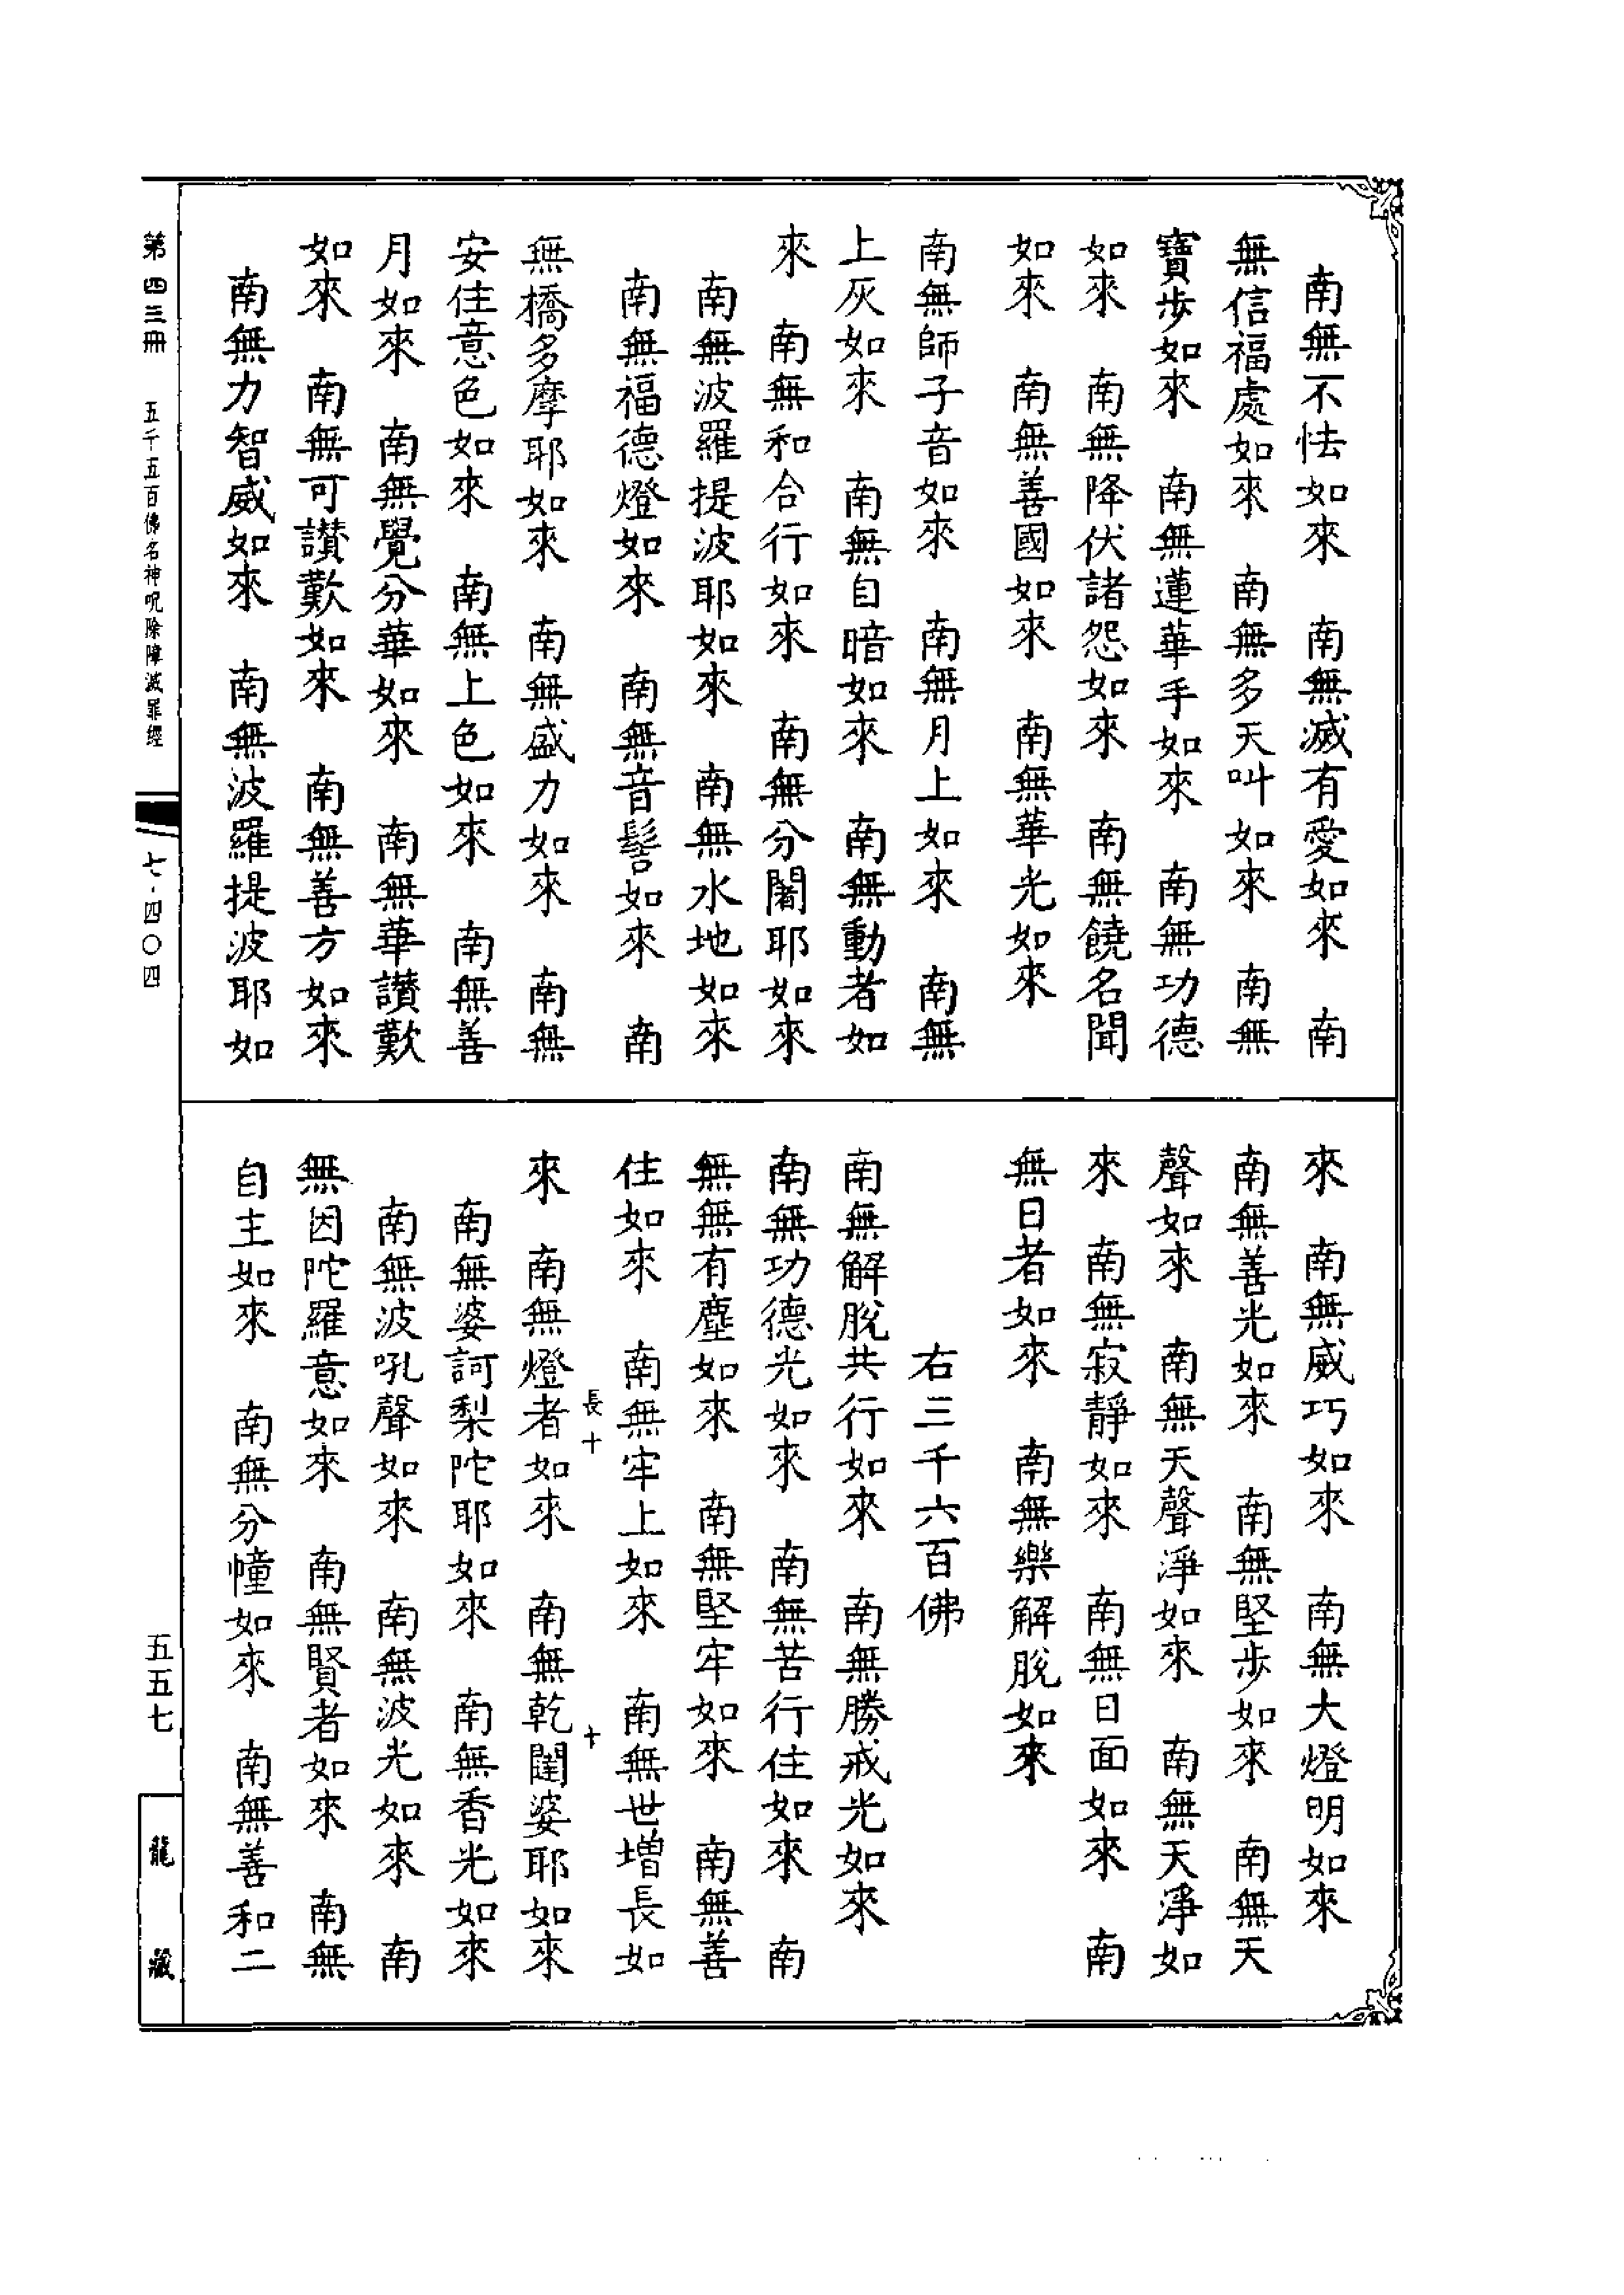 南無不怯如來　南無滅有愛如來　南
無信福處如來　南無多天叫如來　南無
寶步如來　南無蓮華手如來　南無功德
如來　南無降伏諸怨如來　南無饒名聞
如來　南無善國如來　南無華光如來
南無師子音如來　南無月上如來　南無
上灰如來　南無自暗如來　南無動者如
來　南無和合行如來　南無分闍耶如來
南無波羅提波耶如來　南無水地如來
南無福德燈如來　南無音髻如來　南
無橋多摩耶如來　南無盛力如來　南無
安住意色如來　南無上色如來　南無善
月如來　南無覺分華如來　南無華讚歎
如來　南無可讚歎如來　南無善方如來
南無力智威如來　南無波羅提波耶如
來　南無威巧如來　南無大燈明如來
南無善光如來　南無堅步如來　南無天
聲如來　南無天聲淨如來　南無天淨如
來　南無寂靜如來　南無日面如來　南
無日者如來　南無樂解脫如來
右三千六百佛
南無解脫共行如來　南無勝戒光如來
南無功德光如來　南無苦行住如來　南
無無有塵如來　南無堅牢如來　南無善
住如來　南無牢上如來　南無世增長如
長十　十
來　南無燈者如來　南無乾闥婆耶如來
南無婆訶梨陀耶如來　南無香光如來
南無波吼聲如來　南無波光如來　南
無因陀羅意如來　南無賢者如來　南無
自主如來　南無分幢如來　南無善和二
第四三冊　五千五百佛名神呪除障滅罪經　七·四〇四　五五七　龍藏